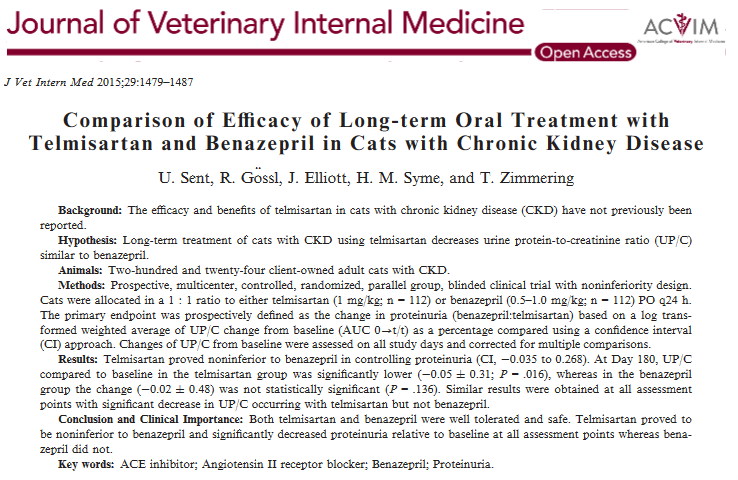 Journal of Veterinary Internal Medicine
Open Access
ACVIM
American College of Veterinary Internal Medicine
J Vet Intern Med 2015;29:1479–1487
Comparison of Efficacy of Long-term Oral Treatment with
Telmisartan and Benazepril in Cats with Chronic Kidney Disease
U. Sent, R. Gössl, J. Elliott, H. M. Syme, and T. Zimmering
Background: The efficacy and benefits of telmisartan in cats with chronic kidney disease (CKD) have not previously been
reported.
Hypothesis: Long-term treatment of cats with CKD using telmisartan decreases urine protein-to-creatinine ratio (UP/C)
similar to benazepril.
Animals: Two-hundred and twenty-four client-owned adult cats with CKD.
Methods: Prospective, multicenter, controlled, randomized, parallel group, blinded clinical trial with noninferiority design.
Cats were allocated in a 1 : 1 ratio to either telmisartan (1 mg/kg; n = 112) or benazepril (0.5–1.0 mg/kg; n = 112) PO q24 h.
The primary endpoint was prospectively defined as the change in proteinuria (benazepril:telmisartan) based on a log trans-
formed weighted average of UP/C change from baseline (AUC 0→t/t) as a percentage compared using a confidence interval
(CI) approach. Changes of UP/C from baseline were assessed on all study days and corrected for multiple comparisons.
Results: Telmisartan proved noninferior to benazepril in controlling proteinuria (CI, −0.035 to 0.268). At Day 180, UP/C
compared to baseline in the telmisartan group was significantly lower (−0.05 ± 0.31; P = .016), whereas in the benazepril
group the change (−0.02 ± 0.48) was not statistically significant (P = .136). Similar results were obtained at all assessment
points with significant decrease in UP/C occurring with telmisartan but not benazepril.
Conclusion and Clinical Importance: Both telmisartan and benazepril were well tolerated and safe. Telmisartan proved to
be noninferior to benazepril and significantly decreased proteinuria relative to baseline at all assessment points whereas bena-
zepril did not.
Key words: ACE inhibitor; Angiotensin II receptor blocker; Benazepril; Proteinuria.